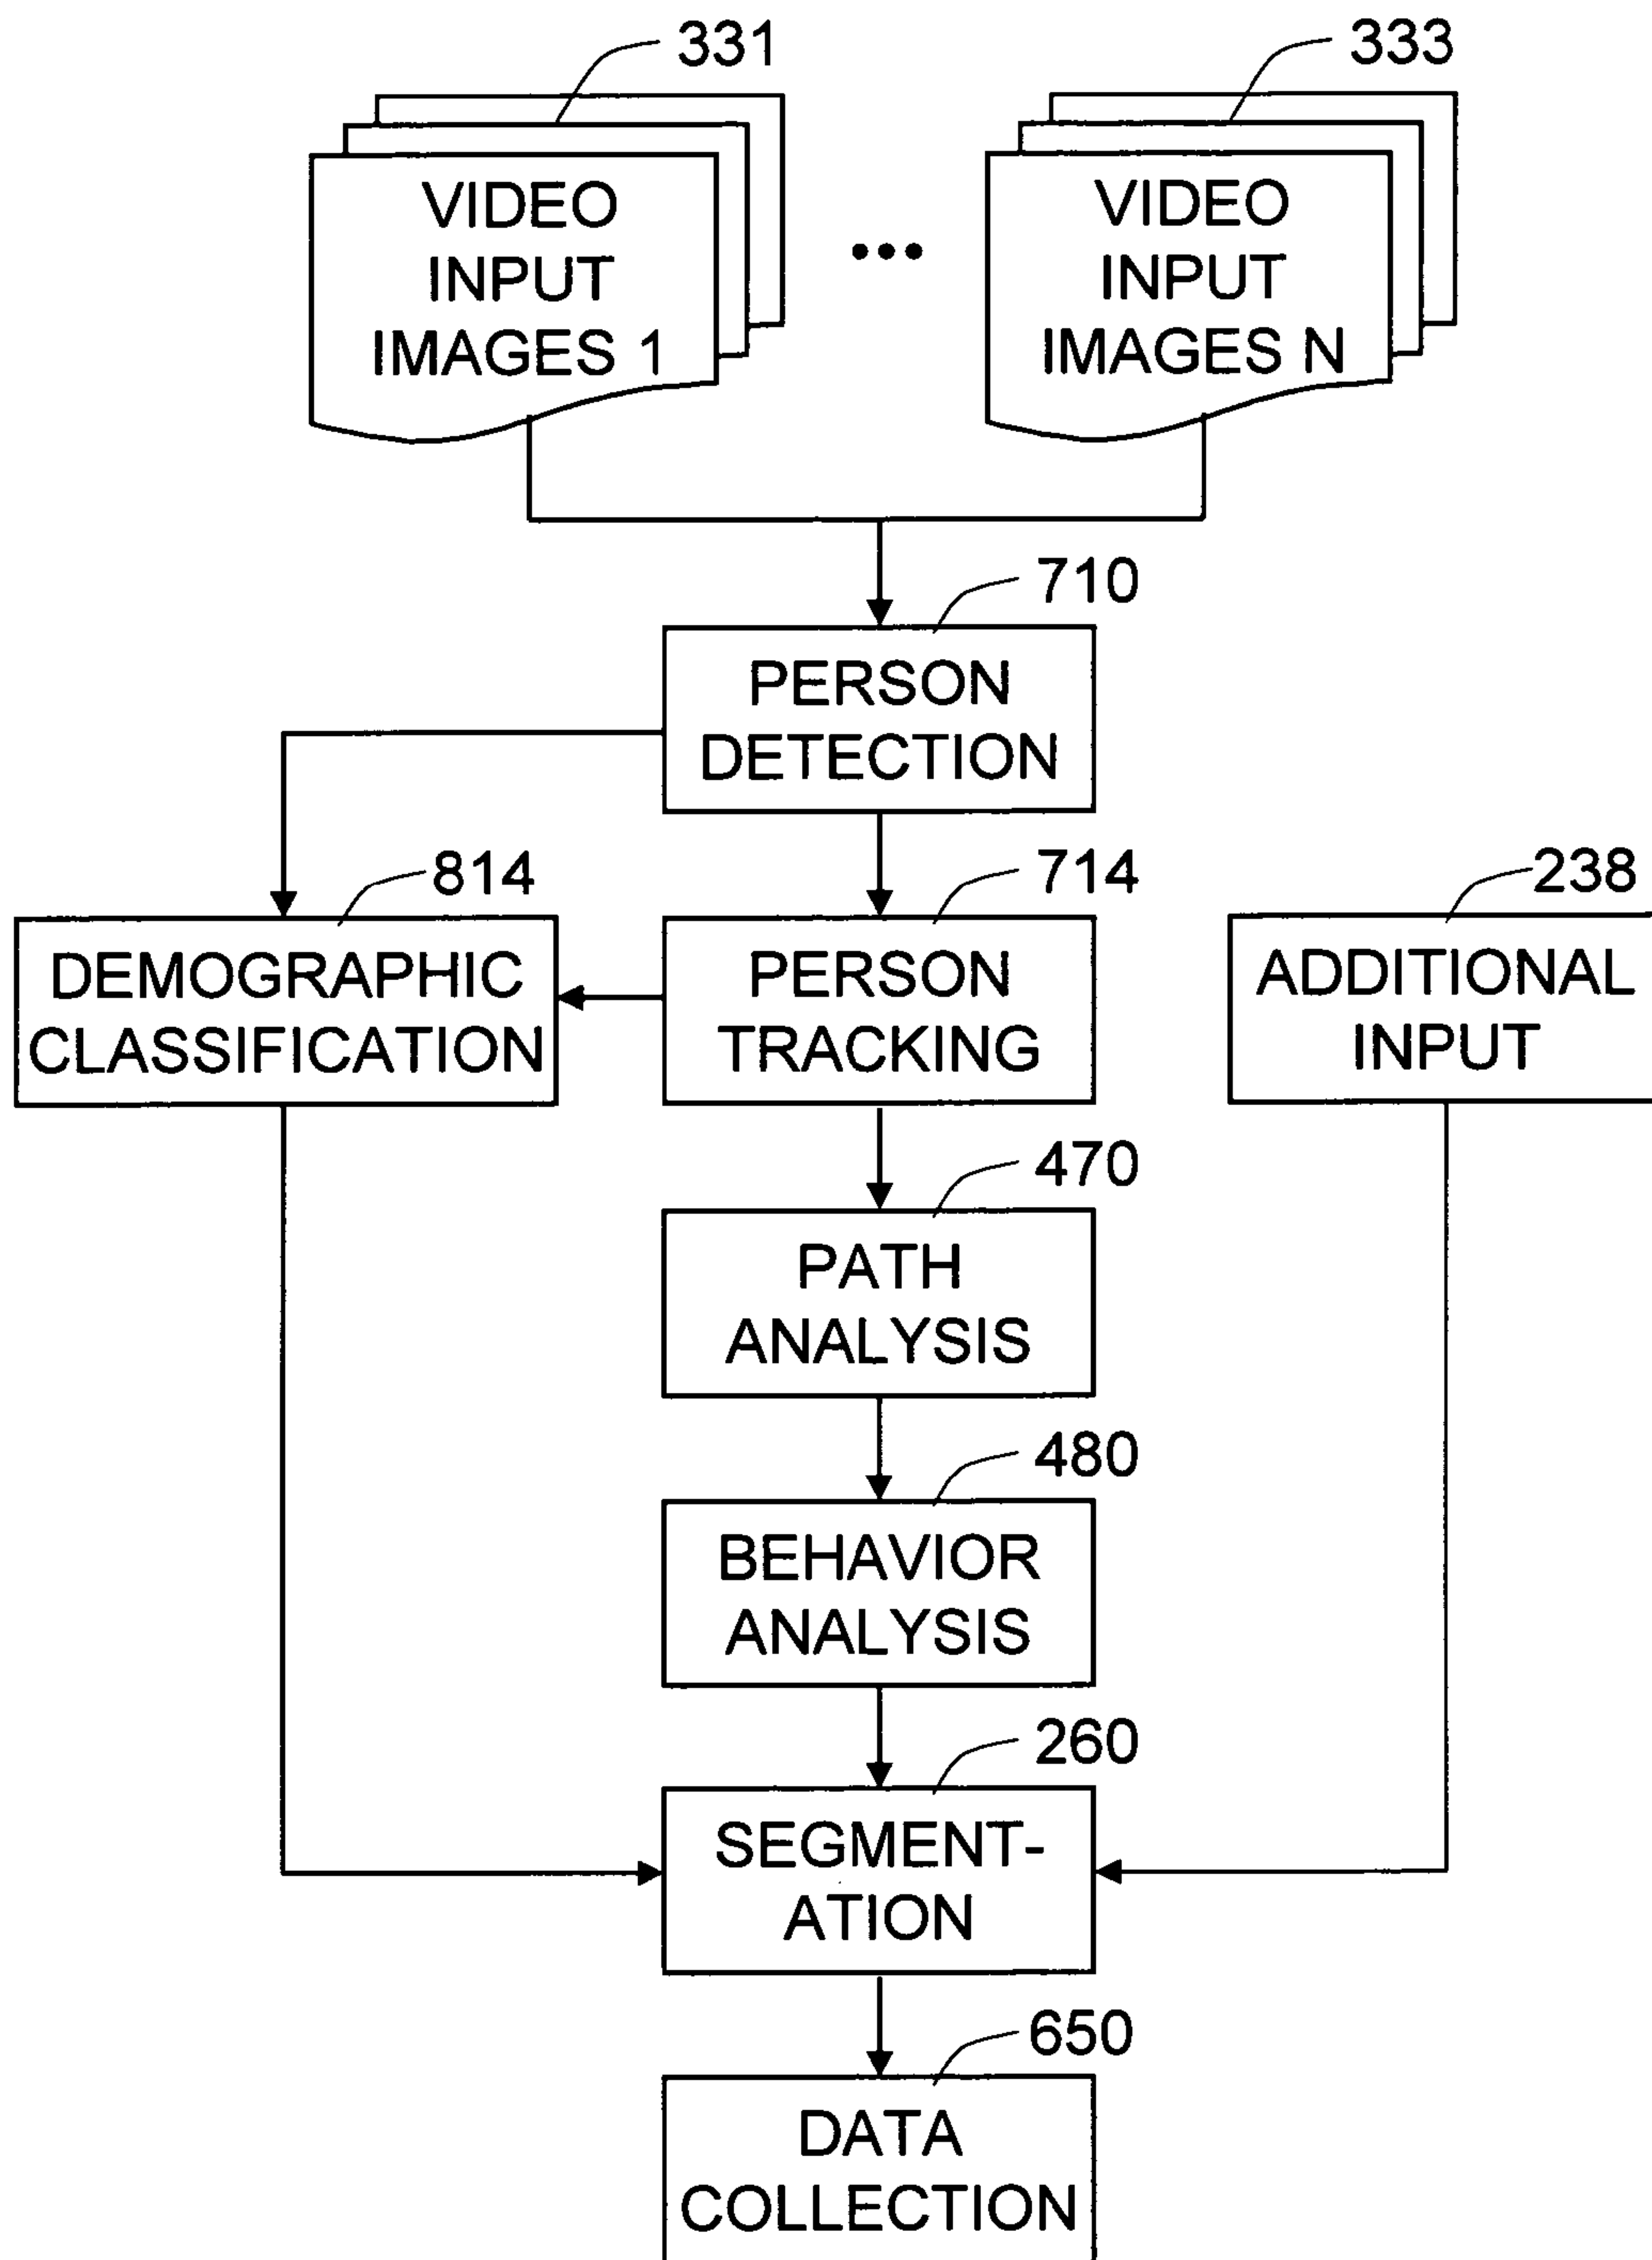 331
333
VIDEO
INPUT
IMAGES 1
...
VIDEO
INPUT
IMAGES N
710
PERSON
DETECTION
814
714
238
DEMOGRAPHIC
CLASSIFICATION
PERSON
TRACKING
ADDITIONAL
INPUT
470
PATH
ANALYSIS
480
BEHAVIOR
ANALYSIS
260
SEGMENT-
ATION
650
DATA
COLLECTION